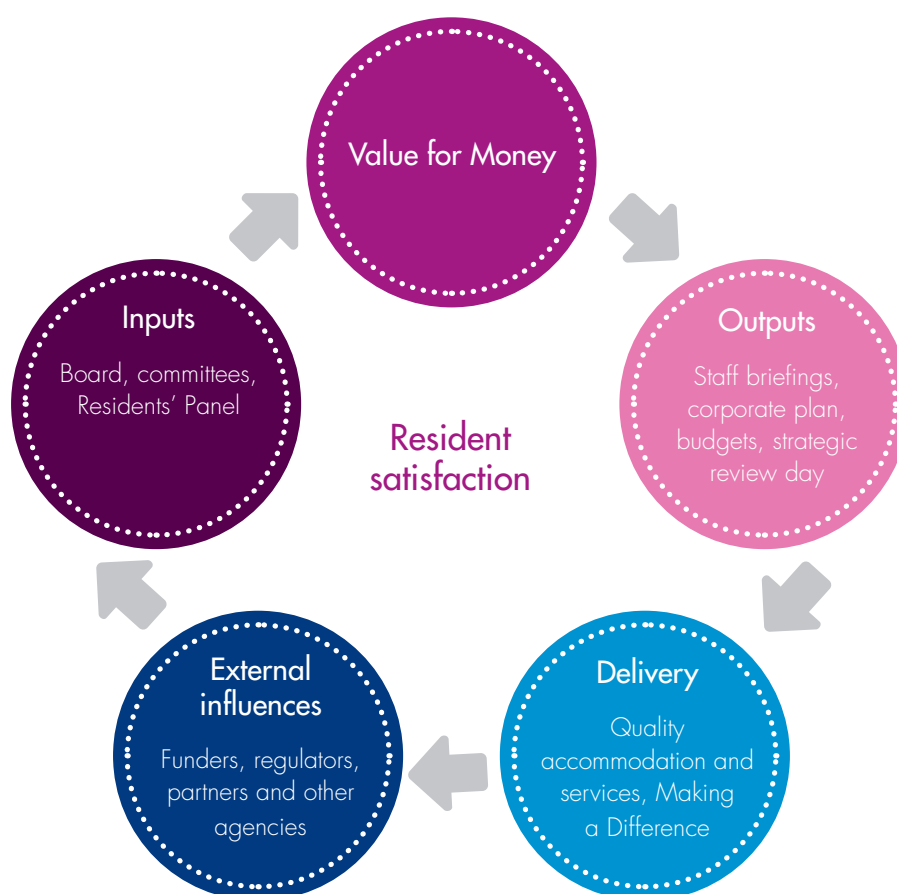 Value for Money
Inputs
Board, committees,
Residents' Panel
Outputs
Staff briefings,
corporate plan,
budgets, strategic
review day
Resident
satisfaction
External
influences
Funders, regulators,
partners and other
agencies
Delivery
Quality
accommodation and
services, Making
a Difference